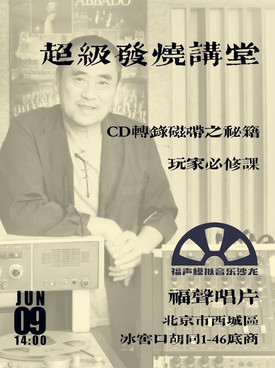 ABBADO
超級發燒講堂
CD轉錄磁帶之秘籍
玩家必修課
福声模拟音乐沙龙
福聲唱片
北京市西城區
冰窖口胡同1-46底商
JUN
09
14:00